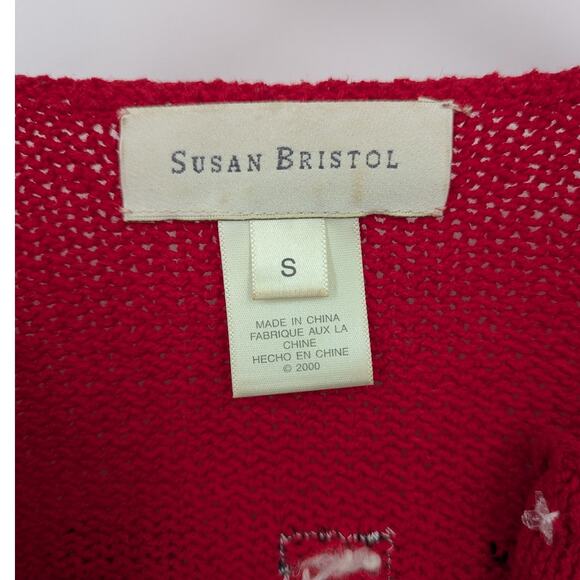 SUSAN BRISTOL
S
MADE IN CHINA
FABRIQUE AUX LA
CHINE
HECHO EN CHINE
© 2000